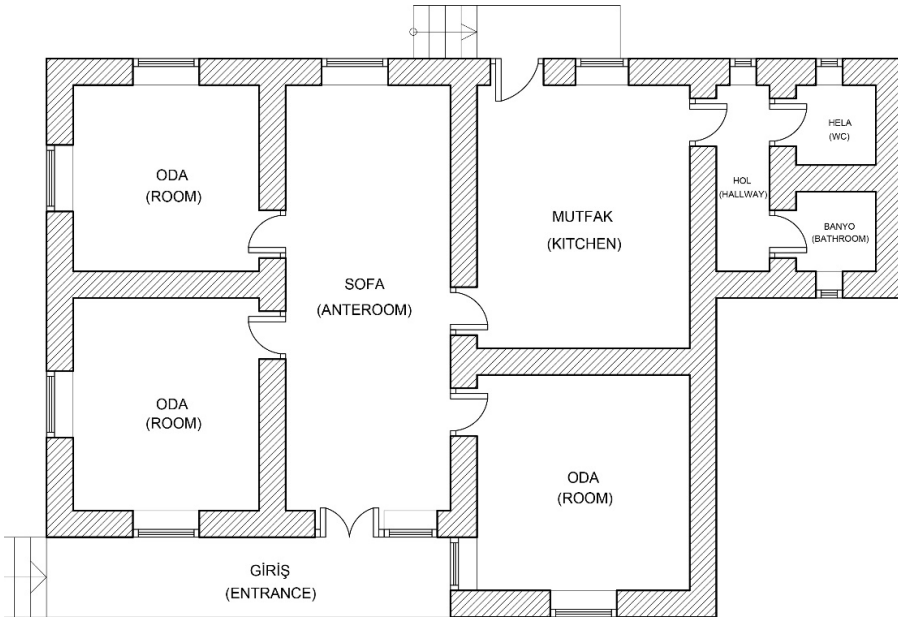 ODA
(ROOM)
SOFA
(ANTEROOM)
MUTFAK
(KITCHEN)
HOL
(HALLWAY)
HELA
(WC)
BANYO
(BATHROOM)
ODA
(ROOM)
ODA
(ROOM)
GİRİŞ
(ENTRANCE)